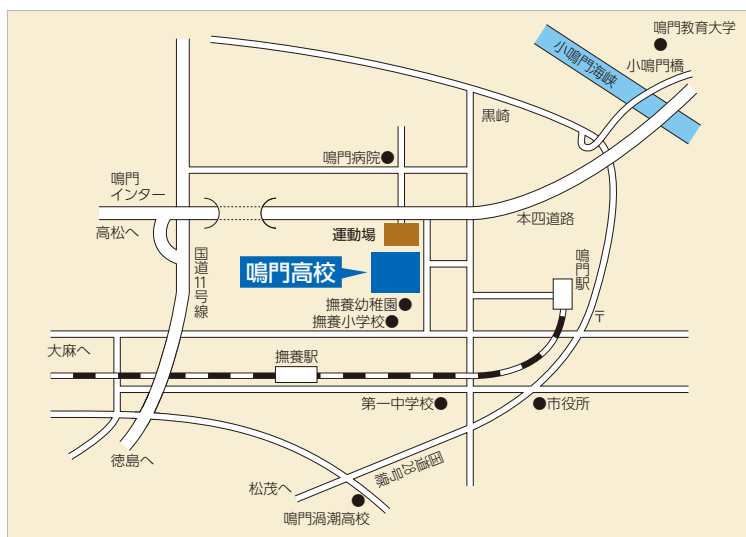 鳴門教育大学
小鳴門海峡
小鳴門橋
黒崎
鳴門病院
鳴門
インター
高松へ
本四道路
運動場
国道11号線
鳴門高校
鳴門駅
撫養幼稚園
撫養小学校
〒
大麻へ
撫養駅
第一中学校
市役所
徳島へ
国道28号線
松茂へ
鳴門渦潮高校